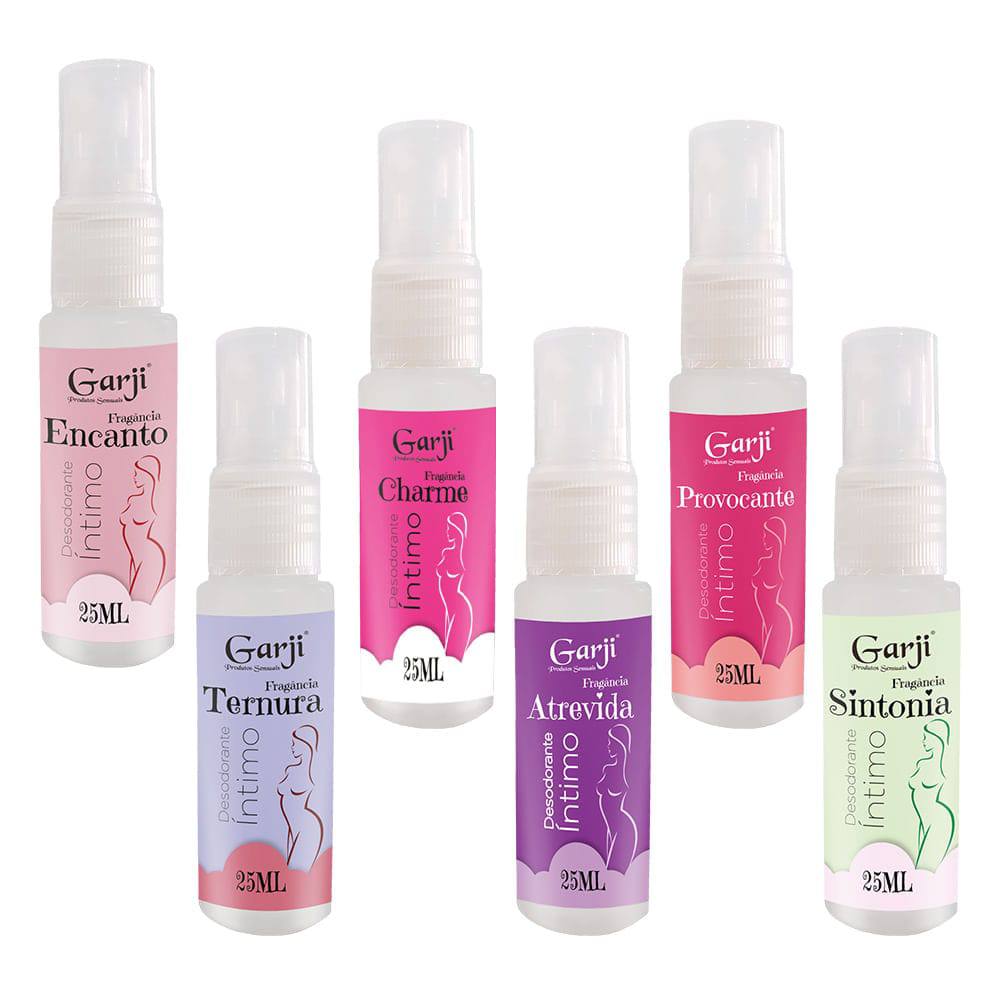 Garji®
Produtos Sensuais
Fragância
Encanto
Desodorante
Íntimo
25ML
Garji®
Produtos Sensuais
Fragância
Ternura
Desodorante
Íntimo
25ML
Garji®
Produtos Sensuais
Fragância
Charme
Desodorante
Íntimo
25ML
Garji®
Produtos Sensuais
Fragância
Atrevida
Desodorante
Íntimo
25ML
Garji®
Produtos Sensuais
Fragância
Provocante
Desodorante
Íntimo
25ML
Garji®
Produtos Sensuais
Fragância
Sintonia
Desodorante
Íntimo
25ML